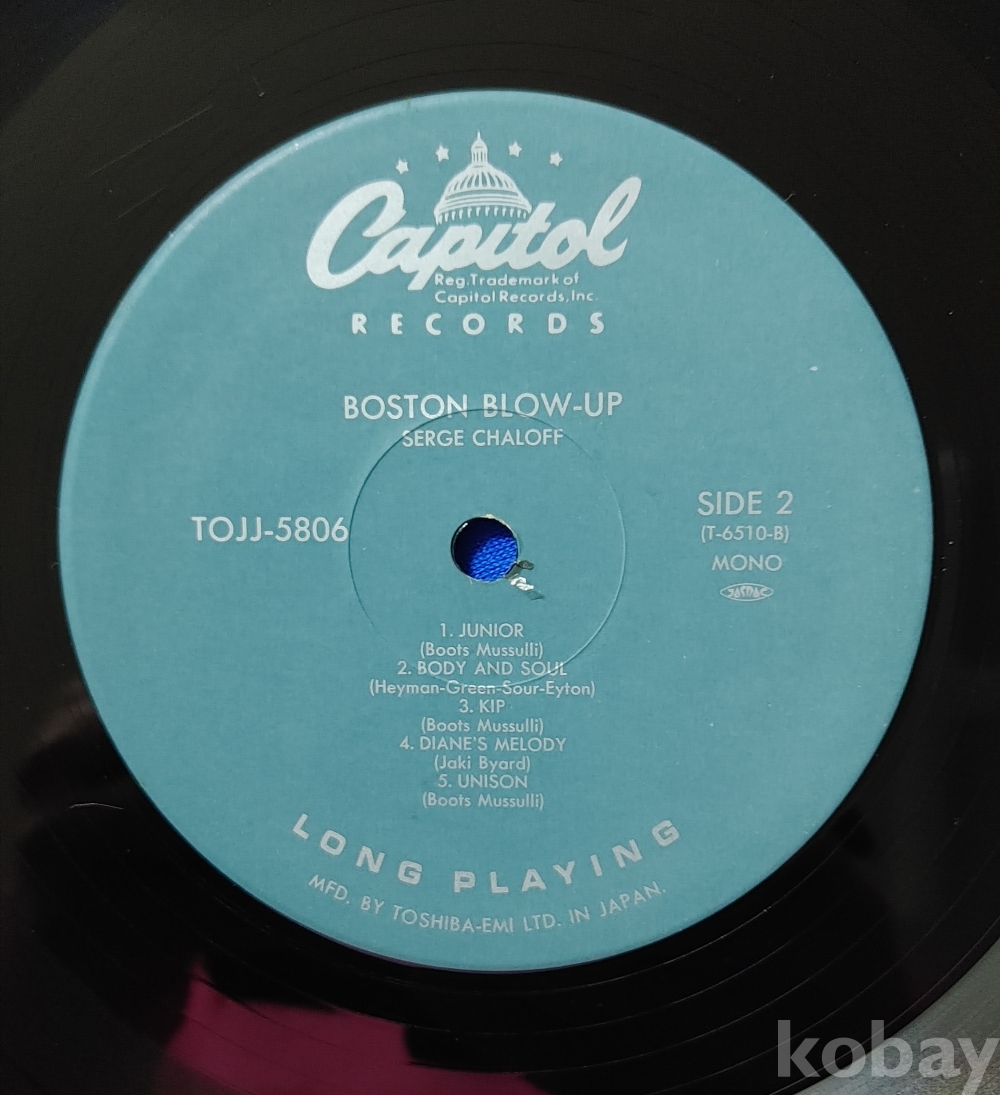 Capitol
Reg. Trademark of
Capitol Records, Inc.
RECORDS
BOSTON BLOW-UP
SERGE CHALOFF
TOJJ-5806
SIDE 2
(T-6510-B)
MONO
JASRAC
1. JUNIOR
(Boots Mussulli)
2. BODY AND SOUL
(Heyman-Green-Sour-Eyton)
3. KIP
(Boots Mussulli)
4. DIANE'S MELODY
(Jaki Byard)
5. UNISON
(Boots Mussulli)
LONG PLAYING
MFD. BY TOSHIBA-EMI LTD. IN JAPAN.
kobay